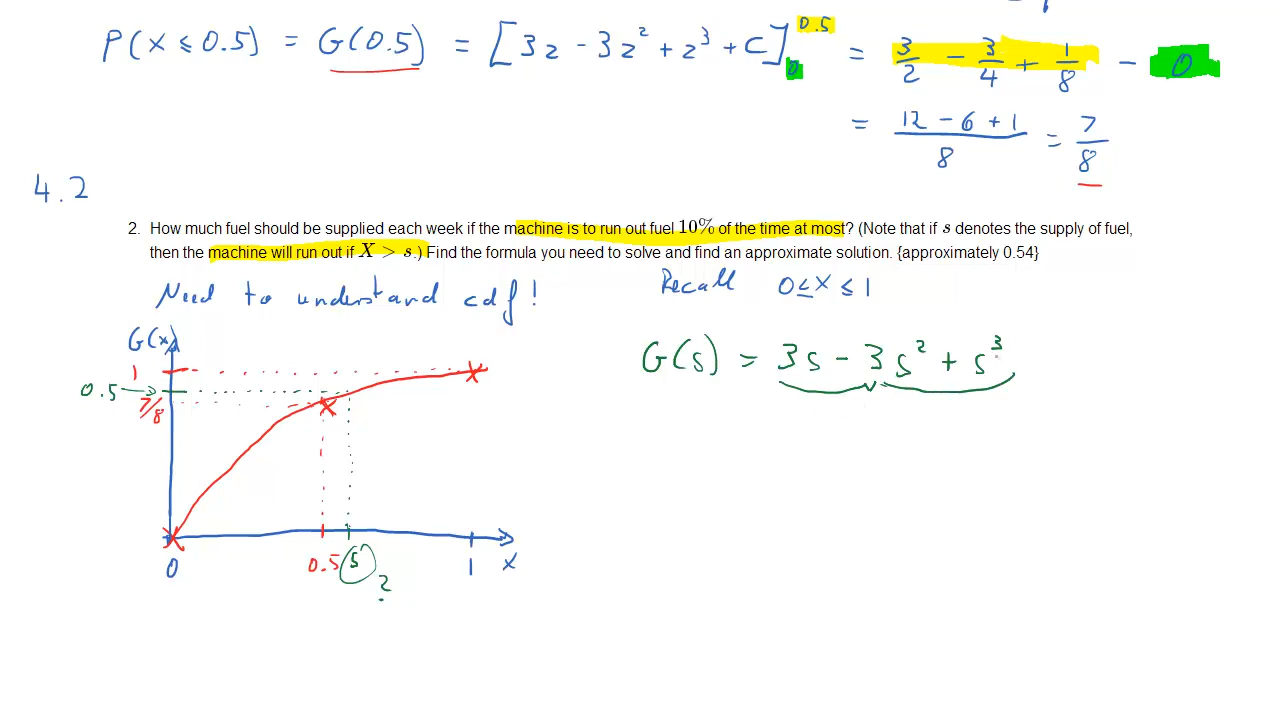 P(X ≤ 0.5) = G(0.5) = [3z - 3z² + z³ + C]₀^0.5 = 3/2 - 3/4 + 1/8 - 0
= (12 - 6 + 1)/8 = 7/8
4.2
2. How much fuel should be supplied each week if the machine is to run out fuel 10% of the time at most? (Note that if s denotes the supply of fuel,
then the machine will run out if X > s.) Find the formula you need to solve and find an approximate solution. {approximately 0.54}
Need to understand cdf!
Recall 0 ≤ X ≤ 1
G(x)
G(s) = 3s - 3s² + s³
1
0.5
7/8
0 0.5 s 1 x
?